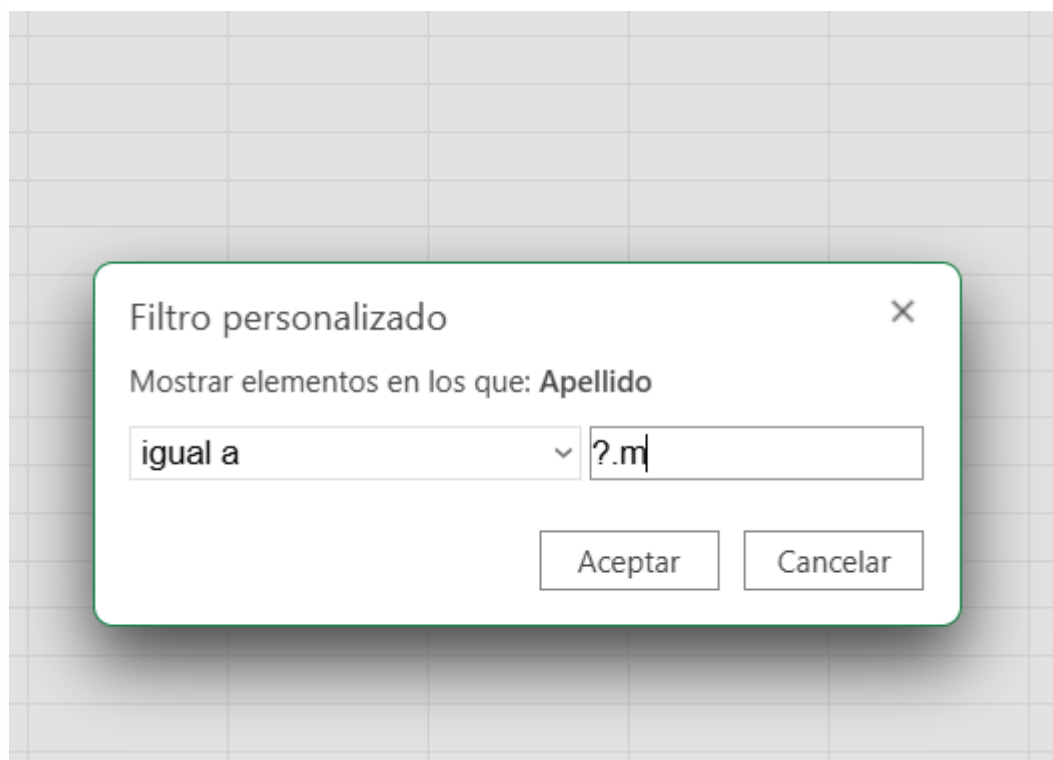 Filtro personalizado
Mostrar elementos en los que: Apellido
igual a ?.m
Aceptar Cancelar